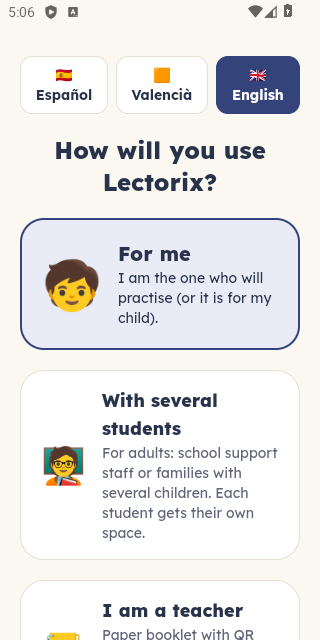 5:06
Español
Valencià
English
How will you use
Lectorix?
For me
I am the one who will
practise (or it is for my
child).
With several
students
For adults: school support
staff or families with
several children. Each
student gets their own
space.
I am a teacher
Paper booklet with QR